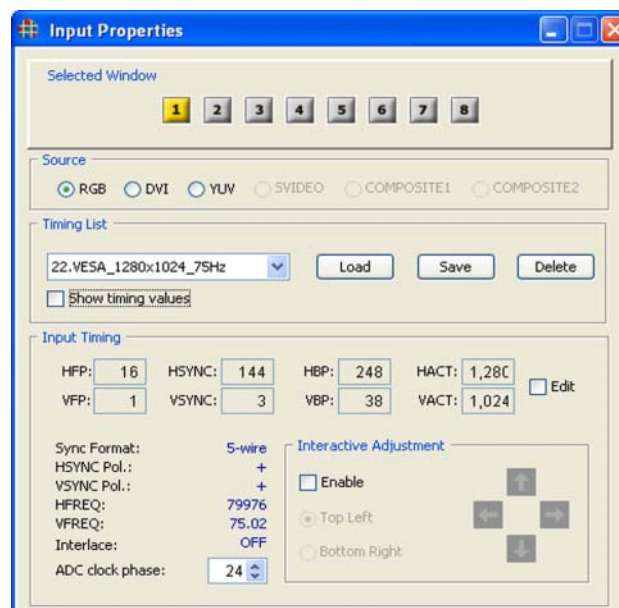 Input Properties
Selected Window
1 2 3 4 5 6 7 8
Source
RGB DVI YUV SVIDEO COMPOSITE1 COMPOSITE2
Timing List
22.VESA_1280x1024_75Hz Load Save Delete
Show timing values
Input Timing
HFP: 16 HSYNC: 144 HBP: 248 HACT: 1,280
VFP: 1 VSYNC: 3 VBP: 38 VACT: 1,024
Edit
Sync Format: 5-wire
HSYNC Pol.: +
VSYNC Pol.: +
HFREQ: 79976
VFREQ: 75.02
Interlace: OFF
ADC clock phase: 24
Interactive Adjustment
Enable
Top Left
Bottom Right